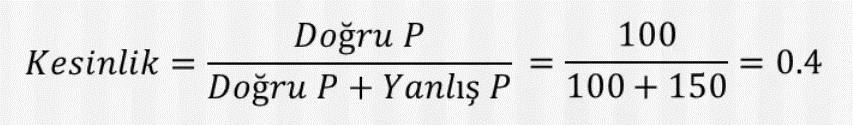 Kesinlik = Doğru P / Doğru P + Yanlış P = 100 / 100 + 150 = 0.4